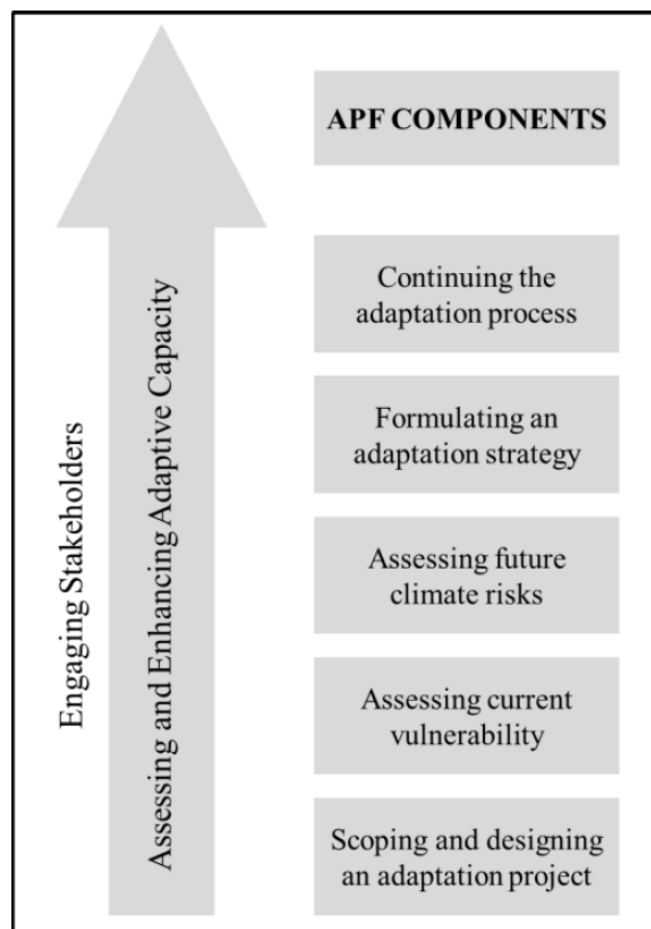 APF COMPONENTS
Continuing the
adaptation process
Formulating an
adaptation strategy
Assessing future
climate risks
Assessing current
vulnerability
Scoping and designing
an adaptation project
Engaging Stakeholders
Assessing and Enhancing Adaptive Capacity